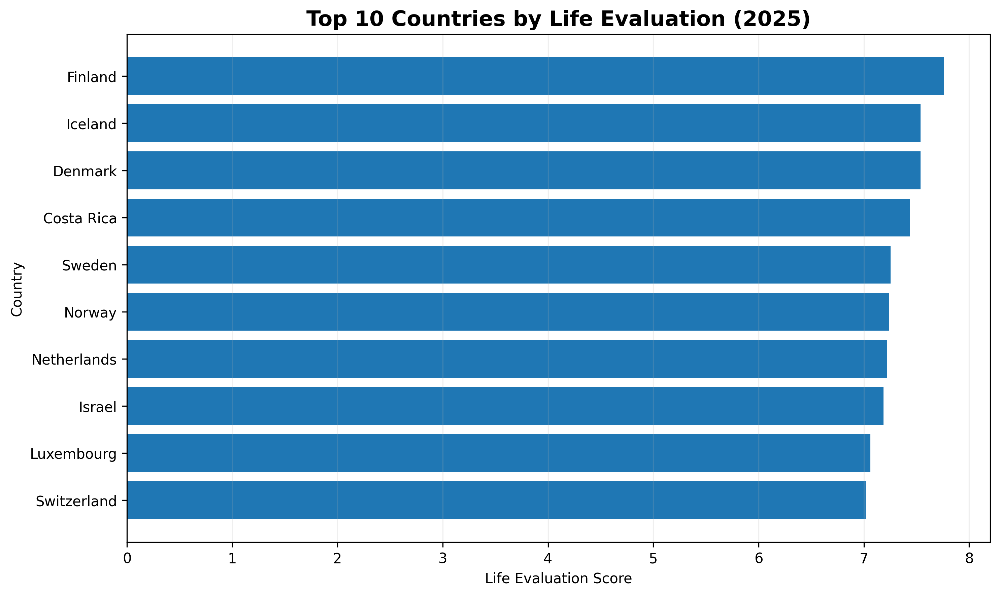 Top 10 Countries by Life Evaluation (2025)
Finland
Iceland
Denmark
Costa Rica
Sweden
Norway
Netherlands
Israel
Luxembourg
Switzerland
Country
0 1 2 3 4 5 6 7 8
Life Evaluation Score